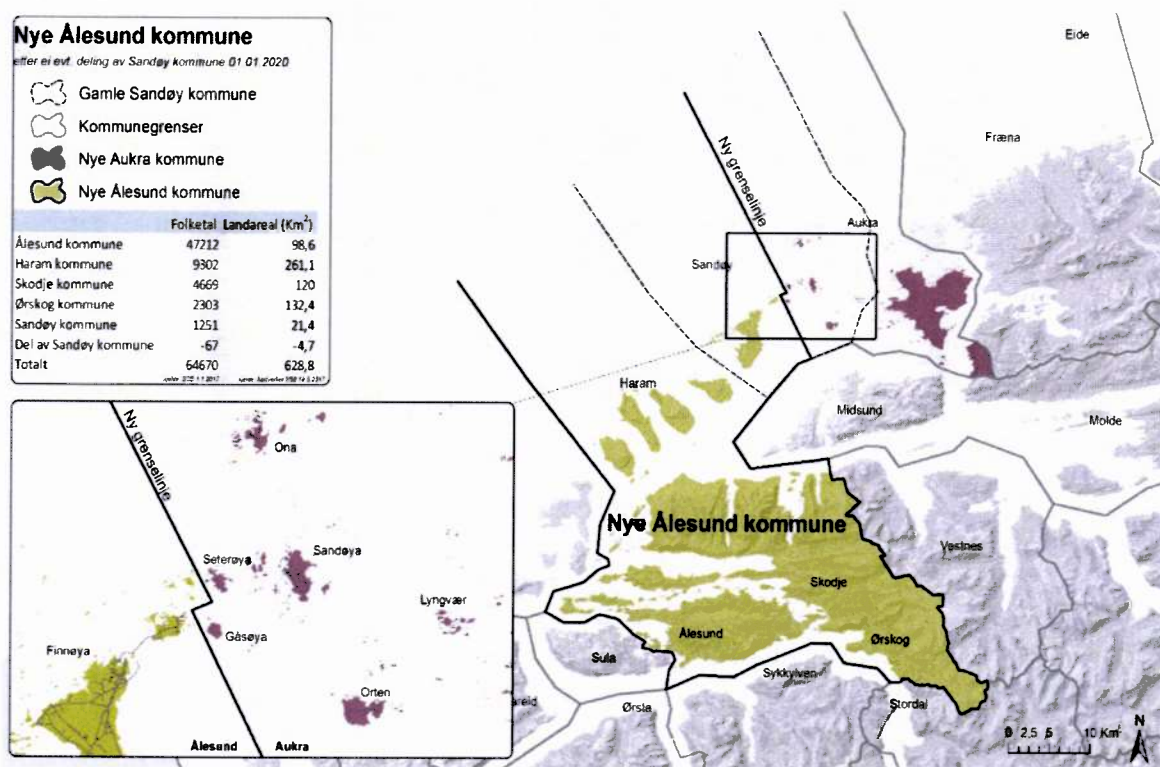 Nye Ålesund kommune
etter ei evt. deling av Sandøy kommune 01.01.2020
Gamle Sandøy kommune
Kommunegrenser
Nye Aukra kommune
Nye Ålesund kommune
Folketal Landareal (Km²)
Ålesund kommune 47212 98,6
Haram kommune 9302 261,1
Skodje kommune 4669 120
Ørskog kommune 2303 132,4
Sandøy kommune 1251 21,4
Del av Sandøy kommune -67 -4,7
Totalt 64670 628,8
Eide
Fræna
Ny grenselinje
Aukra
Sandøy
Haram
Midsund
Molde
Nye Ålesund kommune
Vestnes
Skodje
Ålesund
Ørskog
Sula
Sykkylven
Stordal
Ørsta
0 2,5 5 10 Km
N
Ny grenselinje
Ona
Seterøya
Sandøya
Lyngvær
Gåsøya
Finnøya
Orten
Ålesund Aukra